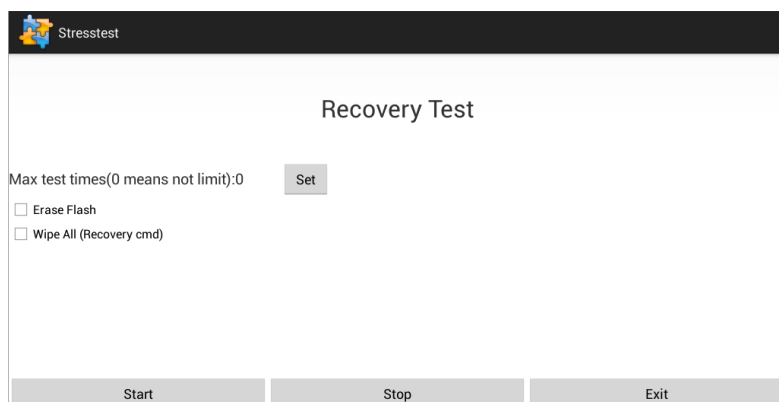 Stresstest
Recovery Test
Max test times(0 means not limit):0 Set
Erase Flash
Wipe All (Recovery cmd)
Start Stop Exit